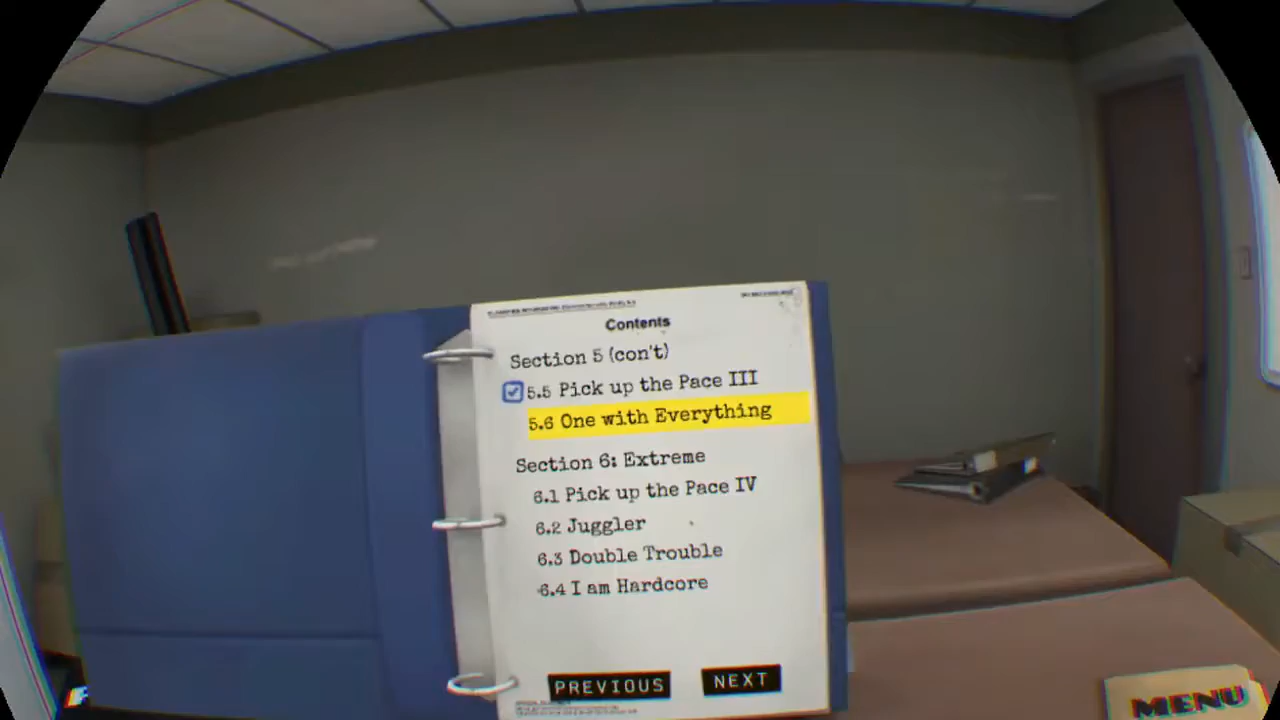 Contents
Section 5 (con't)
5.5 Pick up the Pace III
5.6 One with Everything
Section 6: Extreme
6.1 Pick up the Pace IV
6.2 Juggler
6.3 Double Trouble
6.4 I am Hardcore
PREVIOUS
NEXT
MENU